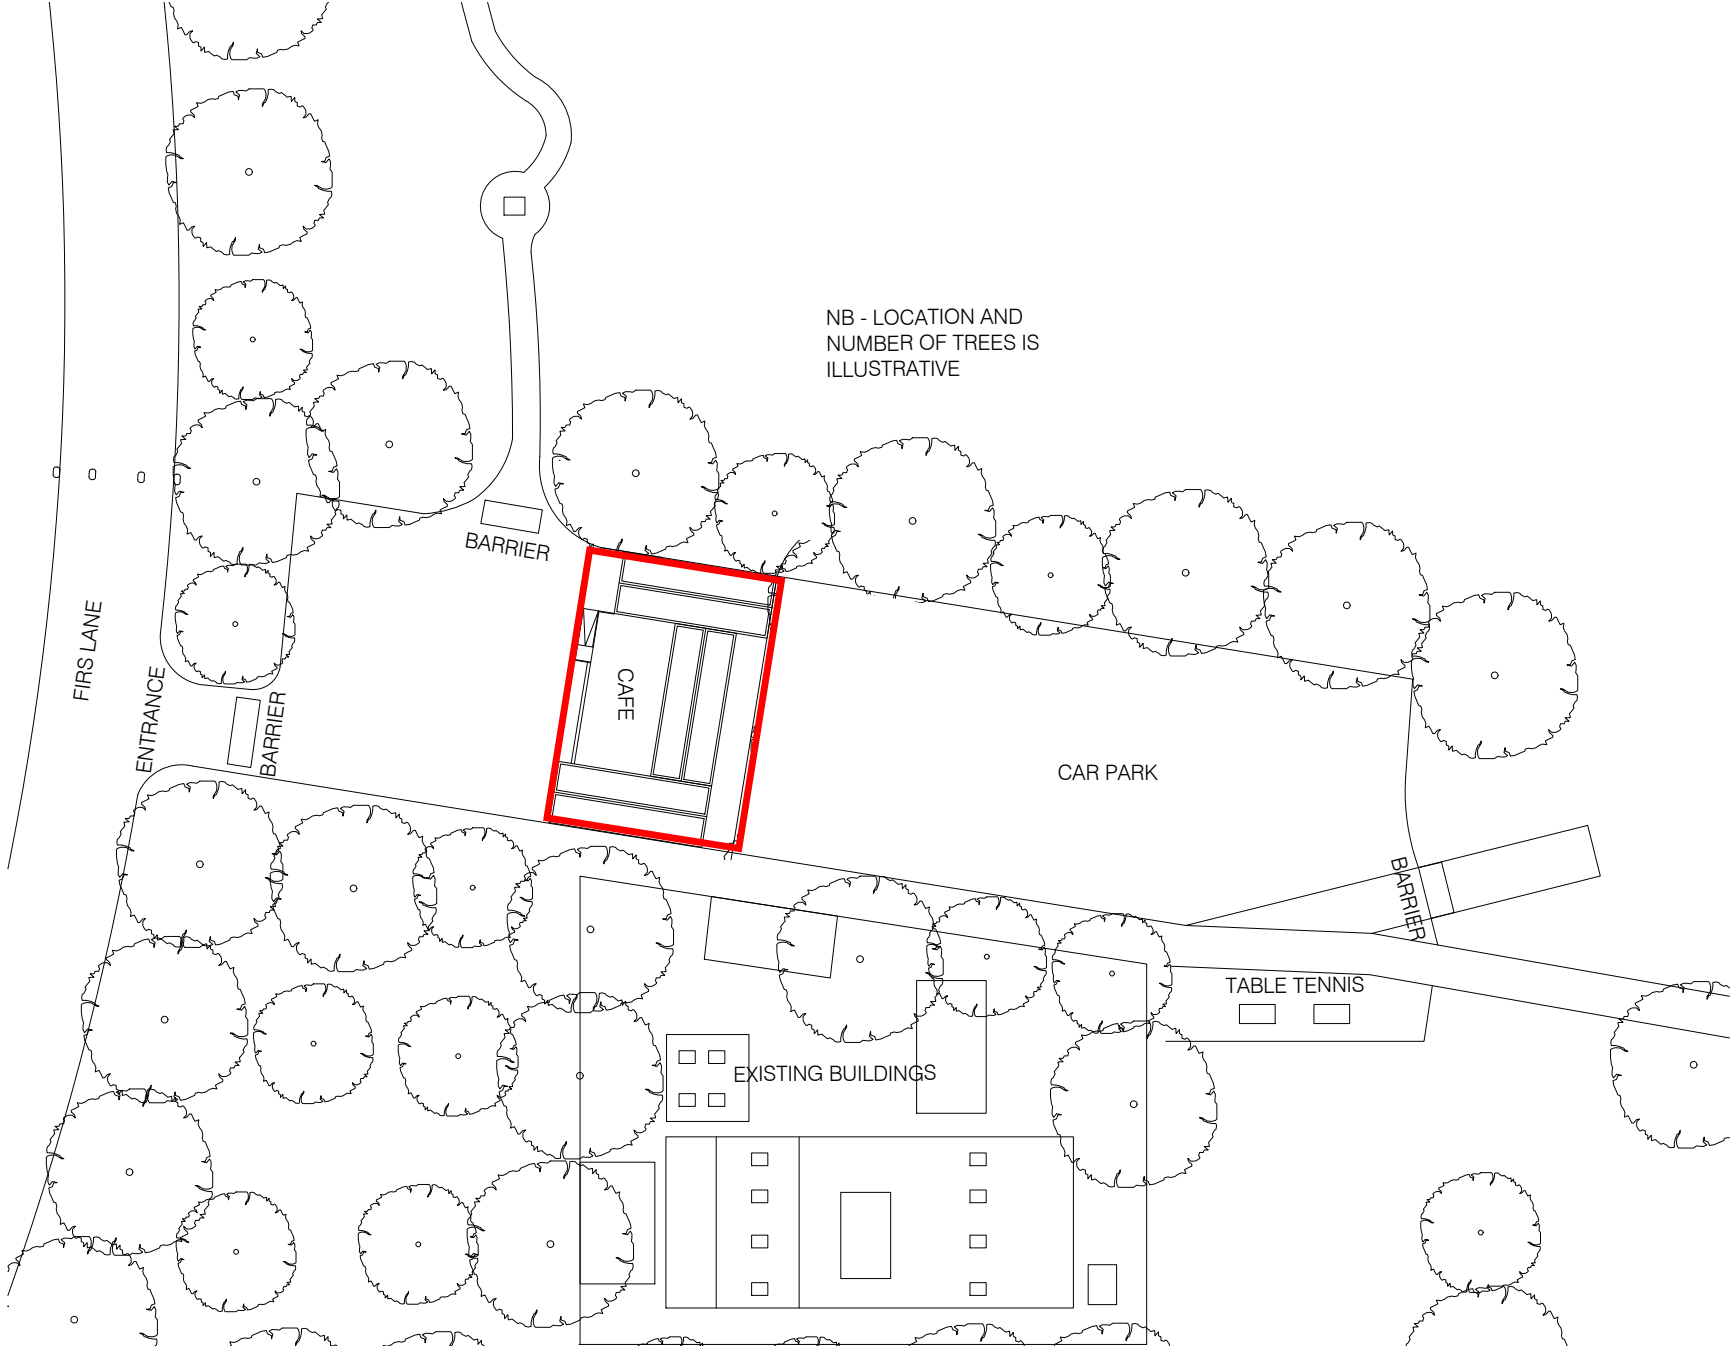 NB - LOCATION AND
NUMBER OF TREES IS
ILLUSTRATIVE
BARRIER
FIRS LANE
ENTRANCE
BARRIER
CAFE
CAR PARK
BARRIER
TABLE TENNIS
EXISTING BUILDINGS